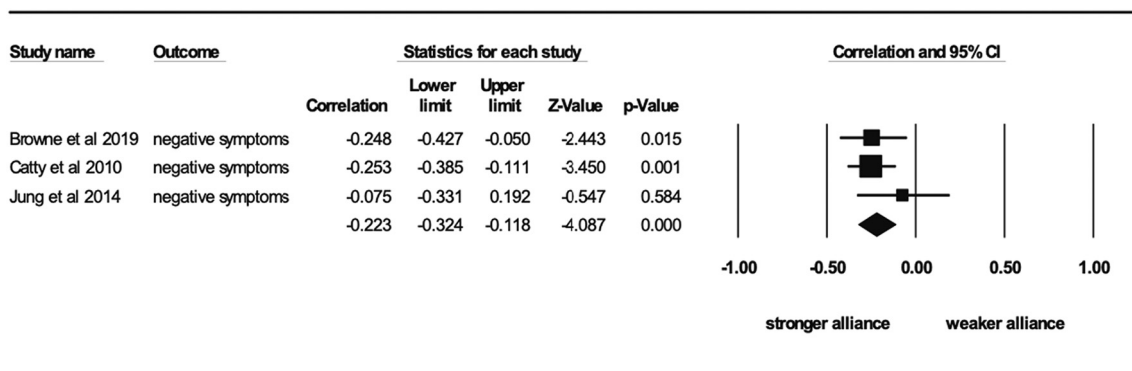 Study name Outcome Statistics for each study Correlation and 95% CI
Lower Upper
Correlation limit limit Z-Value p-Value
Browne et al 2019 negative symptoms -0.248 -0.427 -0.050 -2.443 0.015
Catty et al 2010 negative symptoms -0.253 -0.385 -0.111 -3.450 0.001
Jung et al 2014 negative symptoms -0.075 -0.331 0.192 -0.547 0.584
-0.223 -0.324 -0.118 -4.087 0.000
-1.00 -0.50 0.00 0.50 1.00
stronger alliance weaker alliance